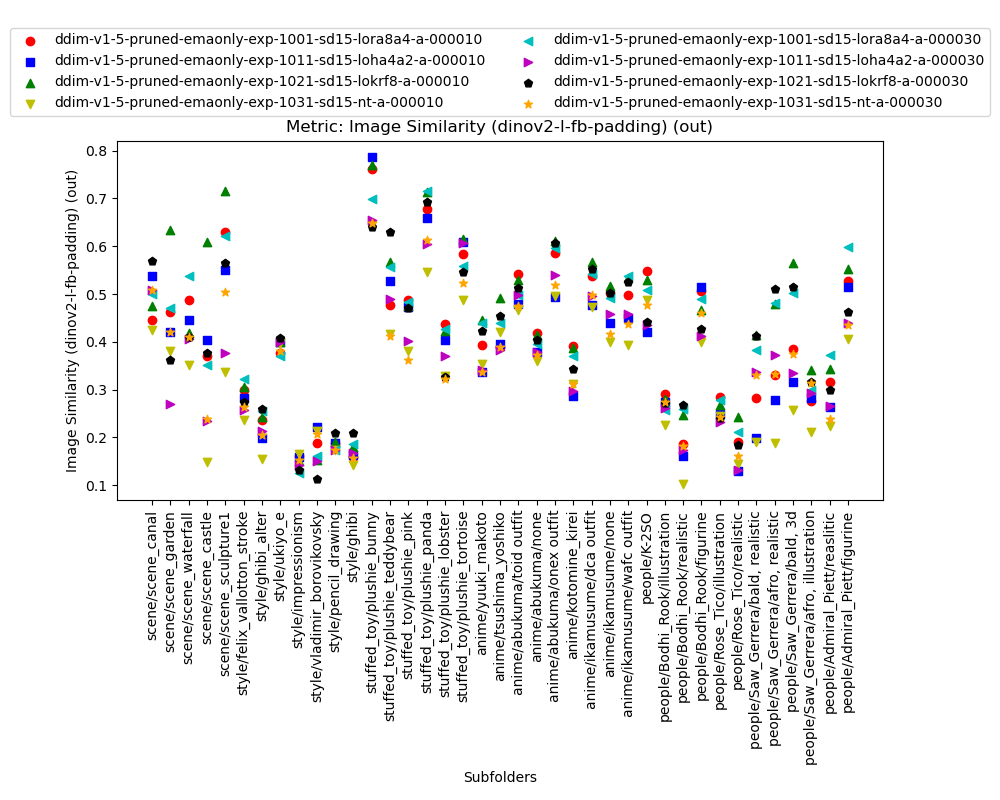 ddim-v1-5-pruned-emaonly-exp-1001-sd15-lora8a4-a-000010
ddim-v1-5-pruned-emaonly-exp-1011-sd15-loha4a2-a-000010
ddim-v1-5-pruned-emaonly-exp-1021-sd15-lokrf8-a-000010
ddim-v1-5-pruned-emaonly-exp-1031-sd15-nt-a-000010
ddim-v1-5-pruned-emaonly-exp-1001-sd15-lora8a4-a-000030
ddim-v1-5-pruned-emaonly-exp-1011-sd15-loha4a2-a-000030
ddim-v1-5-pruned-emaonly-exp-1021-sd15-lokrf8-a-000030
ddim-v1-5-pruned-emaonly-exp-1031-sd15-nt-a-000030
Metric: Image Similarity (dinov2-l-fb-padding) (out)
Image Similarity (dinov2-l-fb-padding) (out)
0.8
0.7
0.6
0.5
0.4
0.3
0.2
0.1
scene/scene_canal
scene/scene_garden
scene/scene_waterfall
scene/scene_castle
scene/scene_sculpture1
style/felix_vallotton_stroke
style/ghibi_alter
style/ukiyo_e
style/impressionism
style/vladimir_borovikovsky
style/pencil_drawing
style/ghibi
stuffed_toy/plushie_bunny
stuffed_toy/plushie_teddybear
stuffed_toy/plushie_pink
stuffed_toy/plushie_panda
stuffed_toy/plushie_lobster
stuffed_toy/plushie_tortoise
anime/yuuki_makoto
anime/tsushima_yoshiko
anime/abukuma/toid outfit
anime/abukuma/none
anime/abukuma/onex outfit
anime/kotomine_kirei
anime/ikamusume/dca outfit
anime/ikamusume/none
anime/ikamusume/wafc outfit
people/K-2SO
people/Bodhi_Rook/illustration
people/Bodhi_Rook/realistic
people/Bodhi_Rook/figurine
people/Rose_Tico/illustration
people/Rose_Tico/realistic
people/Saw_Gerrera/bald, realistic
people/Saw_Gerrera/afro, realistic
people/Saw_Gerrera/bald, 3d
people/Saw_Gerrera/afro, illustration
people/Admiral_Piett/reaslitic
people/Admiral_Piett/figurine
Subfolders